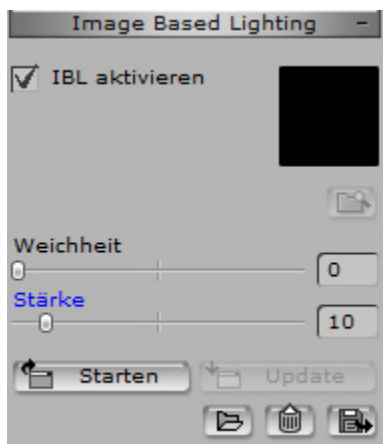 Image Based Lighting
IBL aktivieren
Weichheit
0
Stärke
10
Starten
Update